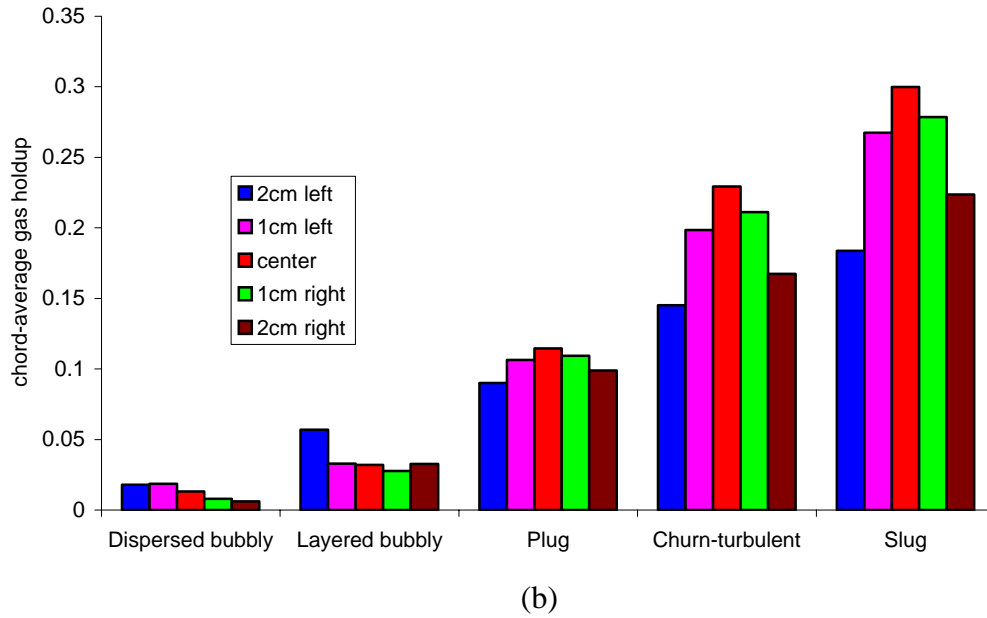 0.35
0.3
0.25
0.2
0.15
0.1
0.05
0
chord-average gas holdup
2cm left
1cm left
center
1cm right
2cm right
Dispersed bubbly Layered bubbly Plug Churn-turbulent Slug
(b)